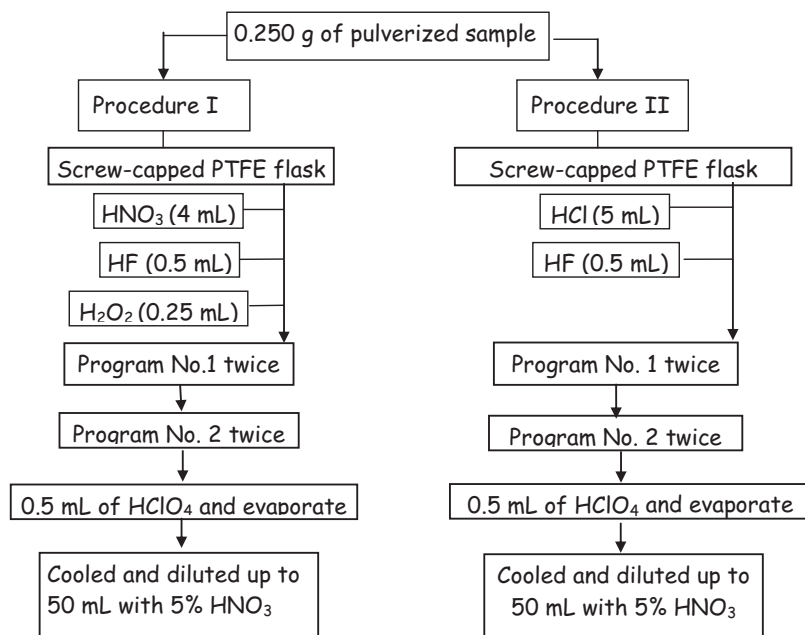 0.250 g of pulverized sample
Procedure I
Screw-capped PTFE flask
HNO₃ (4 mL)
HF (0.5 mL)
H₂O₂ (0.25 mL)
Program No.1 twice
Program No. 2 twice
0.5 mL of HClO₄ and evaporate
Cooled and diluted up to
50 mL with 5% HNO₃
Procedure II
Screw-capped PTFE flask
HCl (5 mL)
HF (0.5 mL)
Program No. 1 twice
Program No. 2 twice
0.5 mL of HClO₄ and evaporate
Cooled and diluted up to
50 mL with 5% HNO₃